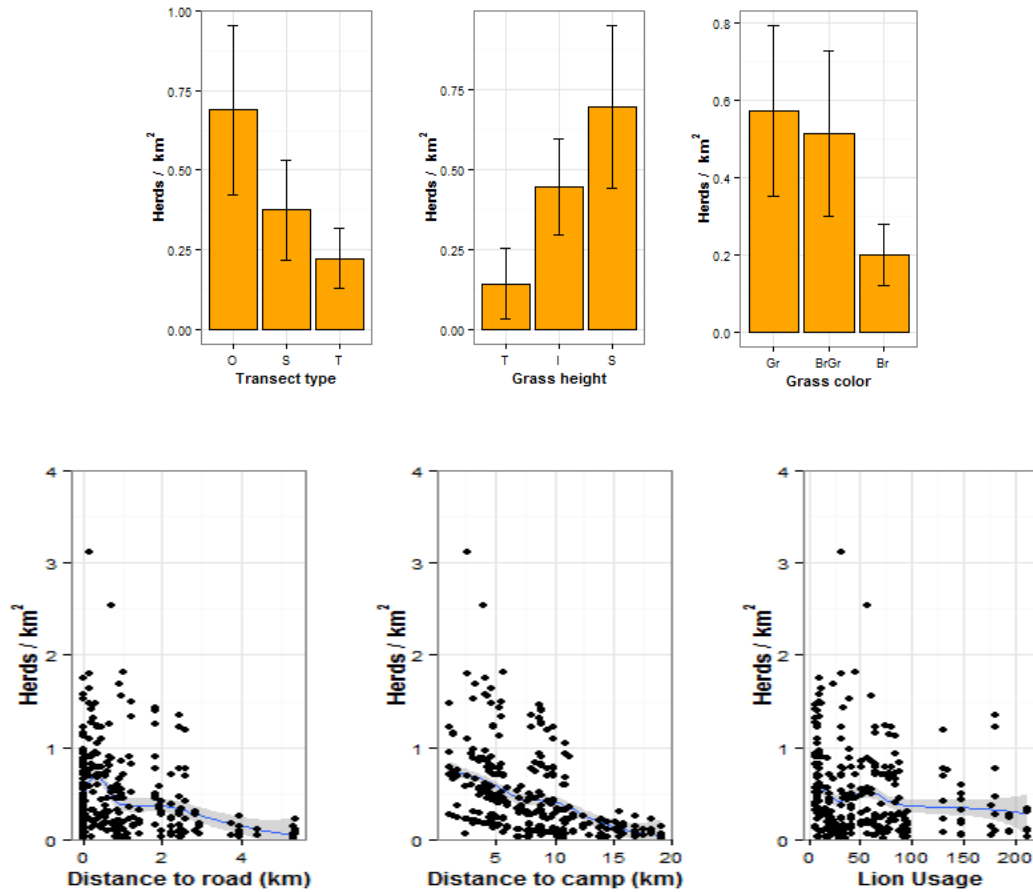 1.00
0.75
0.50
0.25
0.00
Herds / km²
O S T
Transect type
0.75
0.50
0.25
0.00
Herds / km²
T I S
Grass height
0.8
0.6
0.4
0.2
0.0
Herds / km²
Gr BrGr Br
Grass color
4
3
2
1
0
Herds / km²
0 2 4
Distance to road (km)
4
3
2
1
0
Herds / km²
5 10 15 20
Distance to camp (km)
4
3
2
1
0
Herds / km²
0 50 100 150 200
Lion Usage